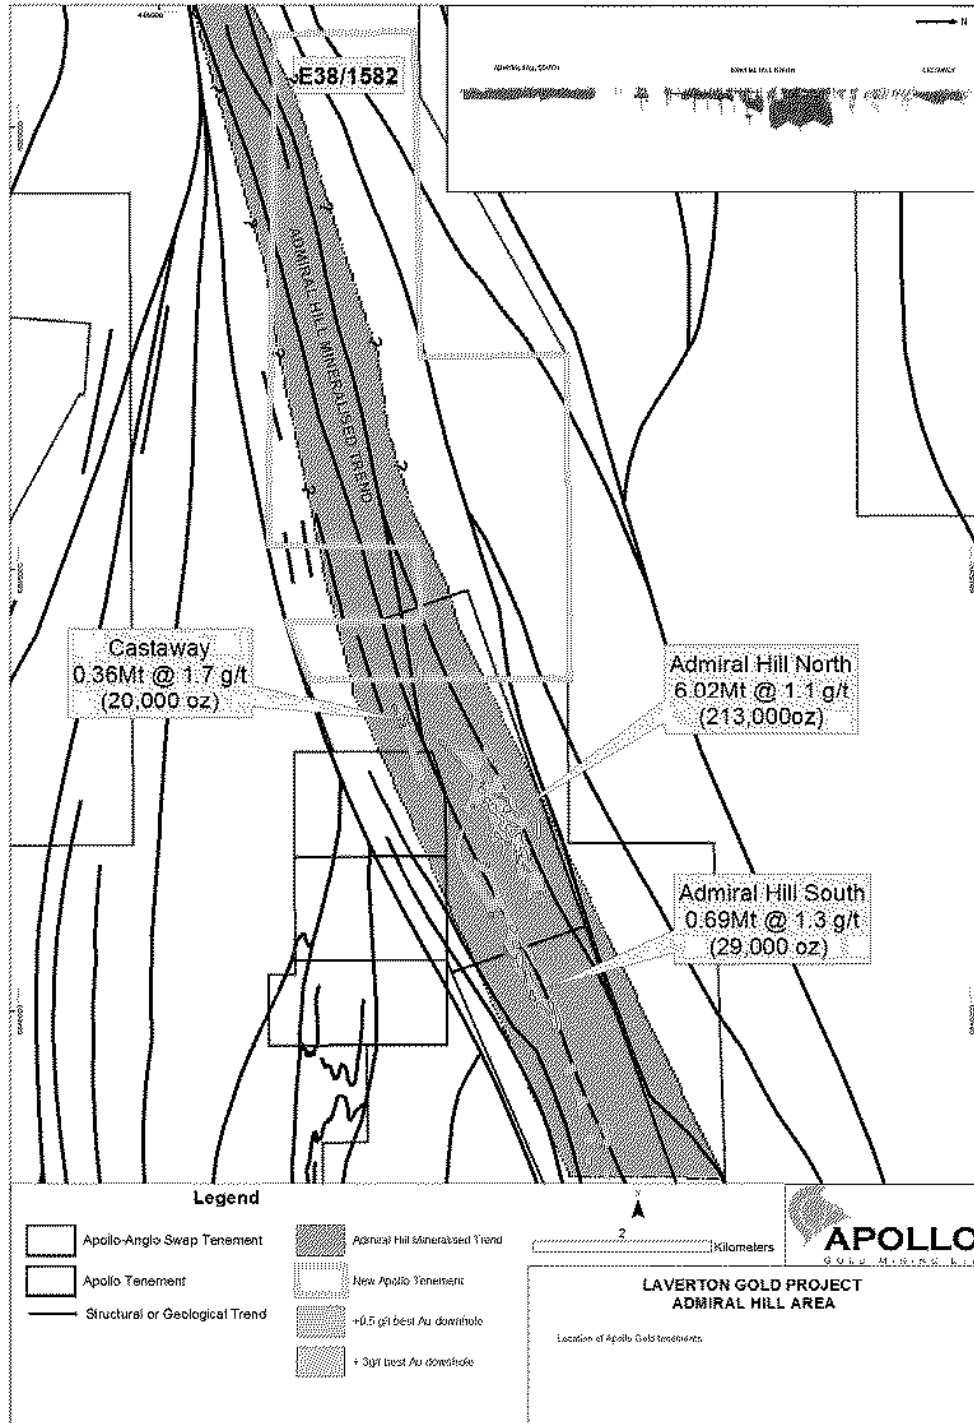 N
E38/1582
ADMIRAL HILL MINERALISED TREND
?
?
?
?
?
?
Castaway
0.36Mt @ 1.7 g/t
(20,000 oz)
Admiral Hill North
6.02Mt @ 1.1 g/t
(213,000oz)
Admiral Hill South
0.69Mt @ 1.3 g/t
(29,000 oz)
Legend
Apollo-Anglo Swap Tenement
Apollo Tenement
Structural or Geological Trend
Admiral Hill Mineralised Trend
New Apollo Tenement
+0.5 g/t best Au downhole
+ 3g/t best Au downhole
2
Kilometers
APOLLO
GOLD MINING
LAVERTON GOLD PROJECT
ADMIRAL HILL AREA
Location of Apollo Gold tenements